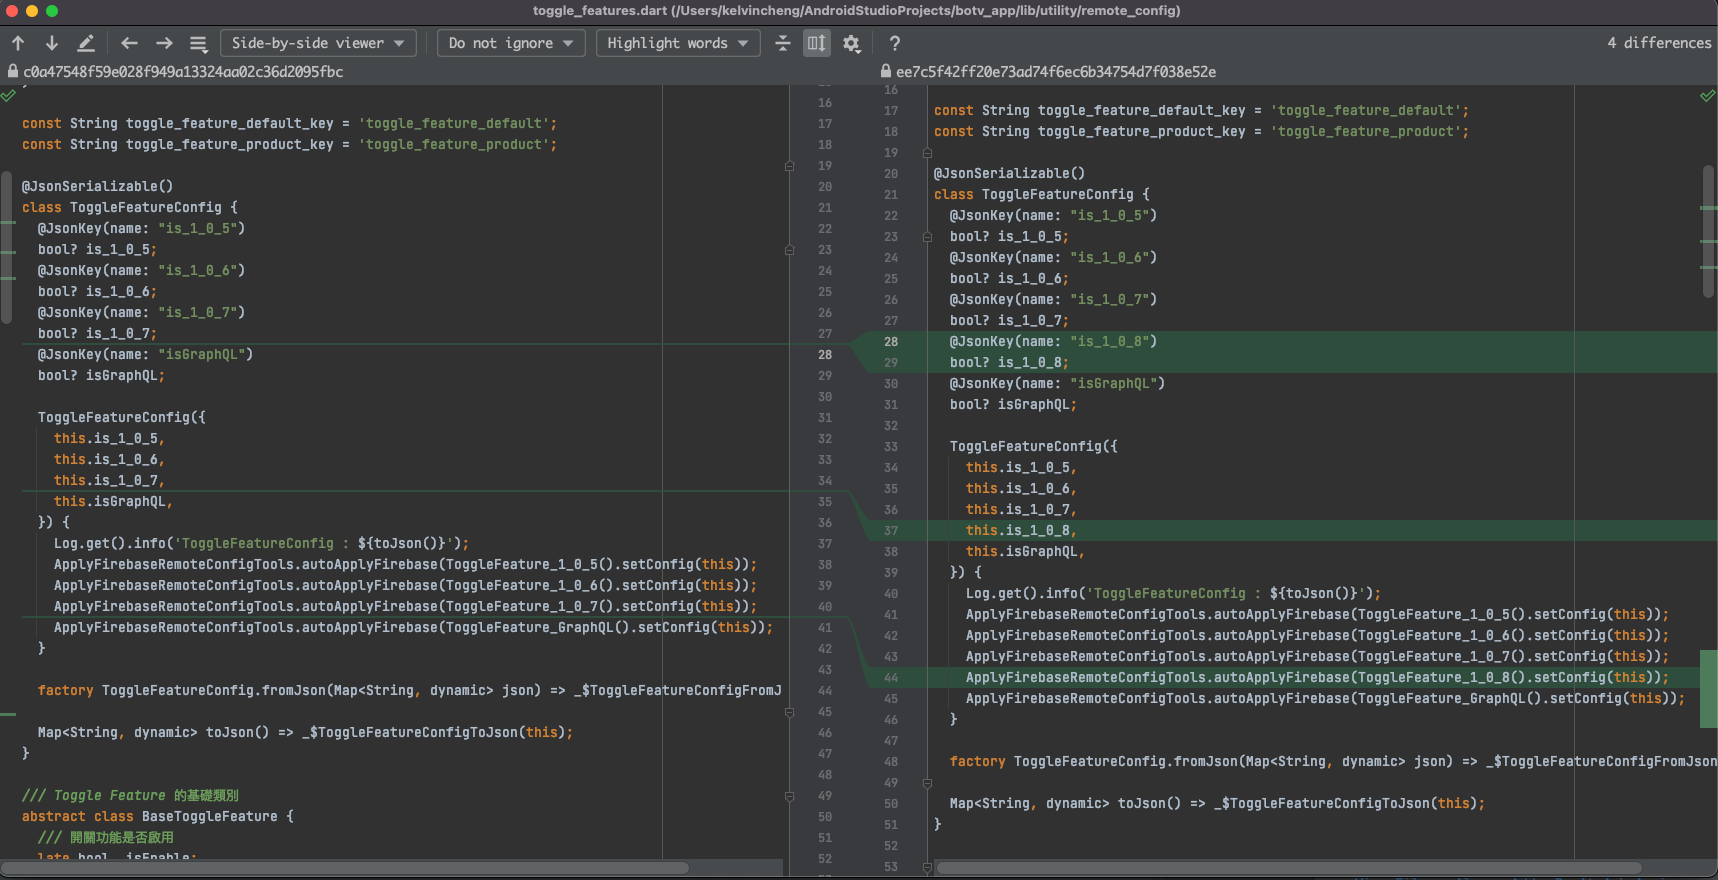 toggle_features.dart (/Users/kelvincheng/AndroidStudioProjects/botv_app/lib/utility/remote_config)
Side-by-side viewer
Do not ignore
Highlight words
?
4 differences
c0a47548f59e028f949a13324aa02c36d2095fbc
16
17 const String toggle_feature_default_key = 'toggle_feature_default';
18 const String toggle_feature_product_key = 'toggle_feature_product';
19
20 @JsonSerializable()
21 class ToggleFeatureConfig {
22 @JsonKey(name: "is_1_0_5")
23 bool? is_1_0_5;
24 @JsonKey(name: "is_1_0_6")
25 bool? is_1_0_6;
26 @JsonKey(name: "is_1_0_7")
27 bool? is_1_0_7;
28 @JsonKey(name: "isGraphQL")
29 bool? isGraphQL;
30
31 ToggleFeatureConfig({
32 this.is_1_0_5,
33 this.is_1_0_6,
34 this.is_1_0_7,
35 this.isGraphQL,
36 }) {
37 Log.get().info('ToggleFeatureConfig : ${toJson()}');
38 ApplyFirebaseRemoteConfigTools.autoApplyFirebase(ToggleFeature_1_0_5().setConfig(this));
39 ApplyFirebaseRemoteConfigTools.autoApplyFirebase(ToggleFeature_1_0_6().setConfig(this));
40 ApplyFirebaseRemoteConfigTools.autoApplyFirebase(ToggleFeature_1_0_7().setConfig(this));
41 ApplyFirebaseRemoteConfigTools.autoApplyFirebase(ToggleFeature_GraphQL().setConfig(this));
42 }
43
44 factory ToggleFeatureConfig.fromJson(Map<String, dynamic> json) => _$ToggleFeatureConfigFromJ
45
46 Map<String, dynamic> toJson() => _$ToggleFeatureConfigToJson(this);
47 }
48
49 /// Toggle Feature 的基礎類別
50 abstract class BaseToggleFeature {
51 /// 開關功能是否啟用
52 late bool _isEnable;
ee7c5f42ff20e73ad74f6ec6b34754d7f038e52e
16
17 const String toggle_feature_default_key = 'toggle_feature_default';
18 const String toggle_feature_product_key = 'toggle_feature_product';
19
20 @JsonSerializable()
21 class ToggleFeatureConfig {
22 @JsonKey(name: "is_1_0_5")
23 bool? is_1_0_5;
24 @JsonKey(name: "is_1_0_6")
25 bool? is_1_0_6;
26 @JsonKey(name: "is_1_0_7")
27 bool? is_1_0_7;
28 @JsonKey(name: "is_1_0_8")
29 bool? is_1_0_8;
30 @JsonKey(name: "isGraphQL")
31 bool? isGraphQL;
32
33 ToggleFeatureConfig({
34 this.is_1_0_5,
35 this.is_1_0_6,
36 this.is_1_0_7,
37 this.is_1_0_8,
38 this.isGraphQL,
39 }) {
40 Log.get().info('ToggleFeatureConfig : ${toJson()}');
41 ApplyFirebaseRemoteConfigTools.autoApplyFirebase(ToggleFeature_1_0_5().setConfig(this));
42 ApplyFirebaseRemoteConfigTools.autoApplyFirebase(ToggleFeature_1_0_6().setConfig(this));
43 ApplyFirebaseRemoteConfigTools.autoApplyFirebase(ToggleFeature_1_0_7().setConfig(this));
44 ApplyFirebaseRemoteConfigTools.autoApplyFirebase(ToggleFeature_1_0_8().setConfig(this));
45 ApplyFirebaseRemoteConfigTools.autoApplyFirebase(ToggleFeature_GraphQL().setConfig(this));
46 }
47
48 factory ToggleFeatureConfig.fromJson(Map<String, dynamic> json) => _$ToggleFeatureConfigFromJson
49
50 Map<String, dynamic> toJson() => _$ToggleFeatureConfigToJson(this);
51 }
52
53